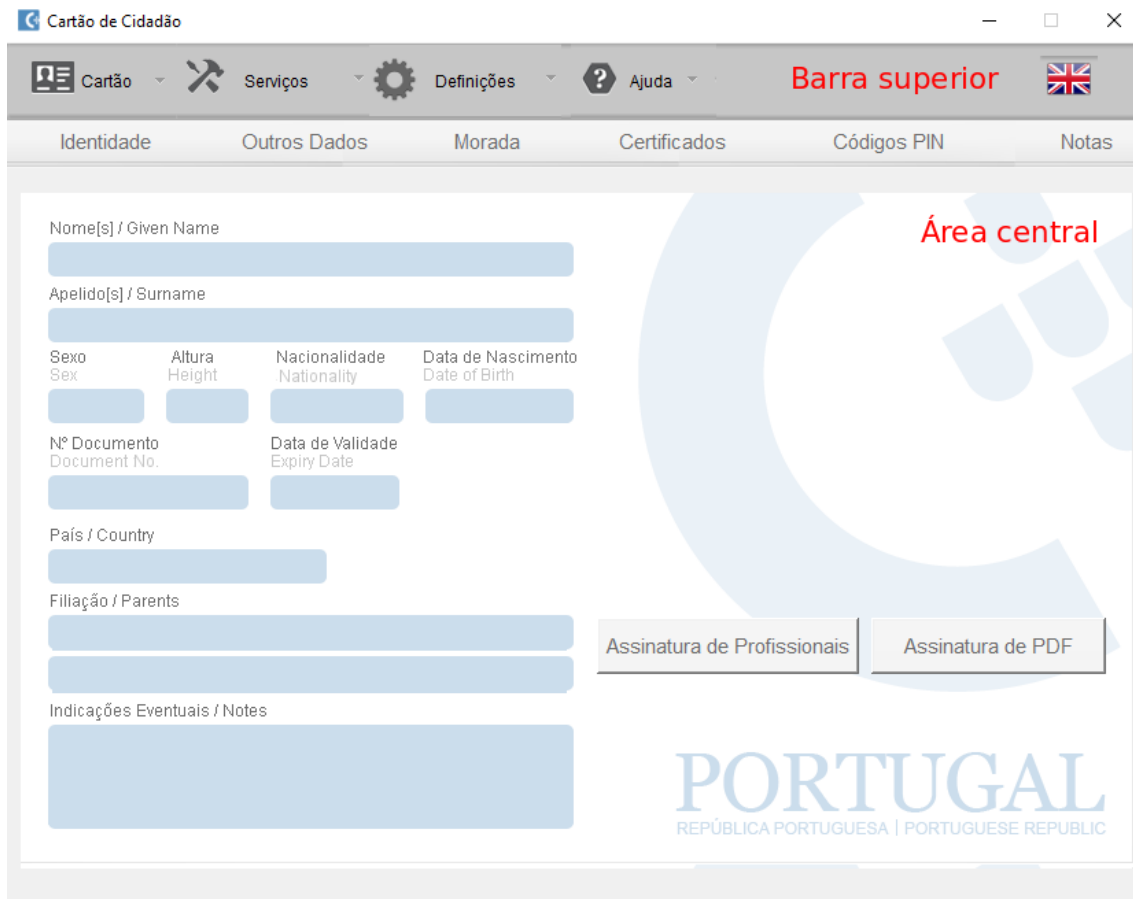 Cartão de Cidadão
Cartão Serviços Definições Ajuda Barra superior
Identidade Outros Dados Morada Certificados Códigos PIN Notas
Área central
Nome[s] / Given Name
Apelido[s] / Surname
Sexo Altura Nacionalidade Data de Nascimento
Sex Height Nationality Date of Birth
Nº Documento Data de Validade
Document No. Expiry Date
País / Country
Filiação / Parents
Assinatura de Profissionais Assinatura de PDF
Indicações Eventuais / Notes
PORTUGAL
REPÚBLICA PORTUGUESA | PORTUGUESE REPUBLIC